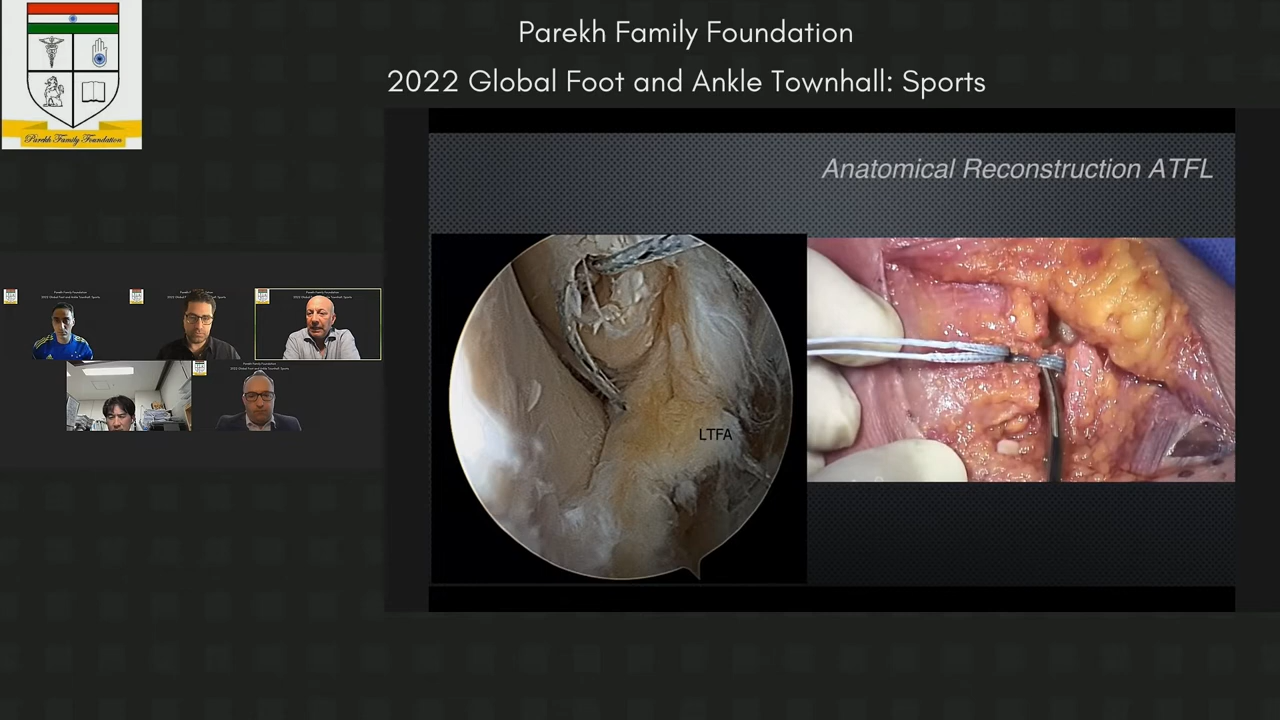 Parekh Family Foundation
2022 Global Foot and Ankle Townhall: Sports
Parekh Family Foundation
Anatomical Reconstruction ATFL
LTFA